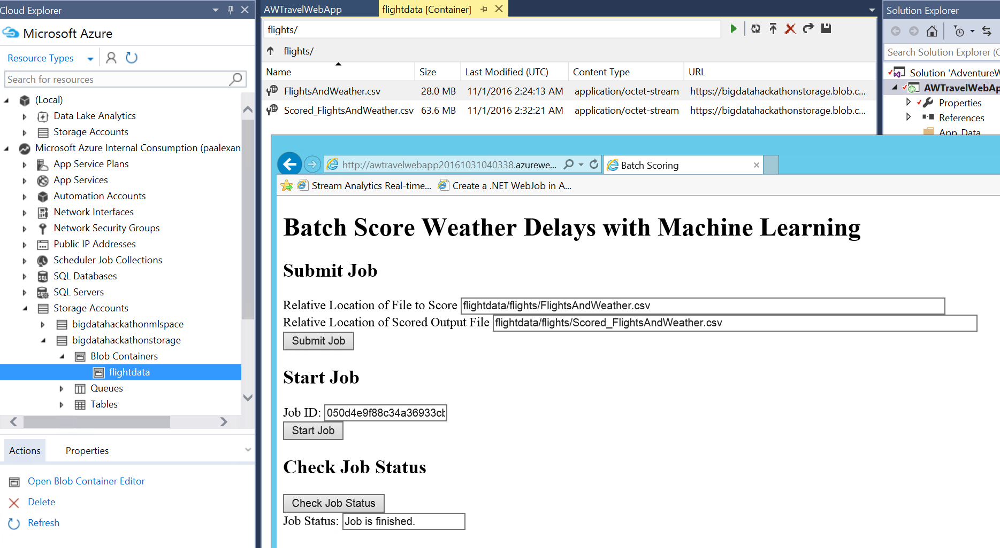 Cloud Explorer
Microsoft Azure
Resource Types
Search for resources
(Local)
Data Lake Analytics
Storage Accounts
Microsoft Azure Internal Consumption (paalexan
App Service Plans
App Services
Automation Accounts
Network Interfaces
Network Security Groups
Public IP Addresses
Scheduler Job Collections
SQL Databases
SQL Servers
Storage Accounts
bigdatahackathonmlspace
bigdatahackathonstorage
Blob Containers
flightdata
Queues
Tables
Actions Properties
Open Blob Container Editor
Delete
Refresh
AWTravelWebApp flightdata [Container]
flights/
flights/
Name Size Last Modified (UTC) Content Type URL
FlightsAndWeather.csv 28.0 MB 11/1/2016 2:24:13 AM application/octet-stream https://bigdatahackathonstorage.blob.c...
Scored_FlightsAndWeather.csv 63.6 MB 11/1/2016 2:32:21 AM application/octet-stream https://bigdatahackathonstorage.blob.c...
Solution Explorer
Search Solution Explorer (C
Solution 'AdventureW
AWTravelWebAp
Properties
References
App_Data
http://awtravelwebapp20161031040338.azurewe... Batch Scoring
Stream Analytics Real-time... Create a .NET WebJob in A...
Batch Score Weather Delays with Machine Learning
Submit Job
Relative Location of File to Score flightdata/flights/FlightsAndWeather.csv
Relative Location of Scored Output File flightdata/flights/Scored_FlightsAndWeather.csv
Submit Job
Start Job
Job ID: 050d4e9f88c34a36933cb
Start Job
Check Job Status
Check Job Status
Job Status: Job is finished.